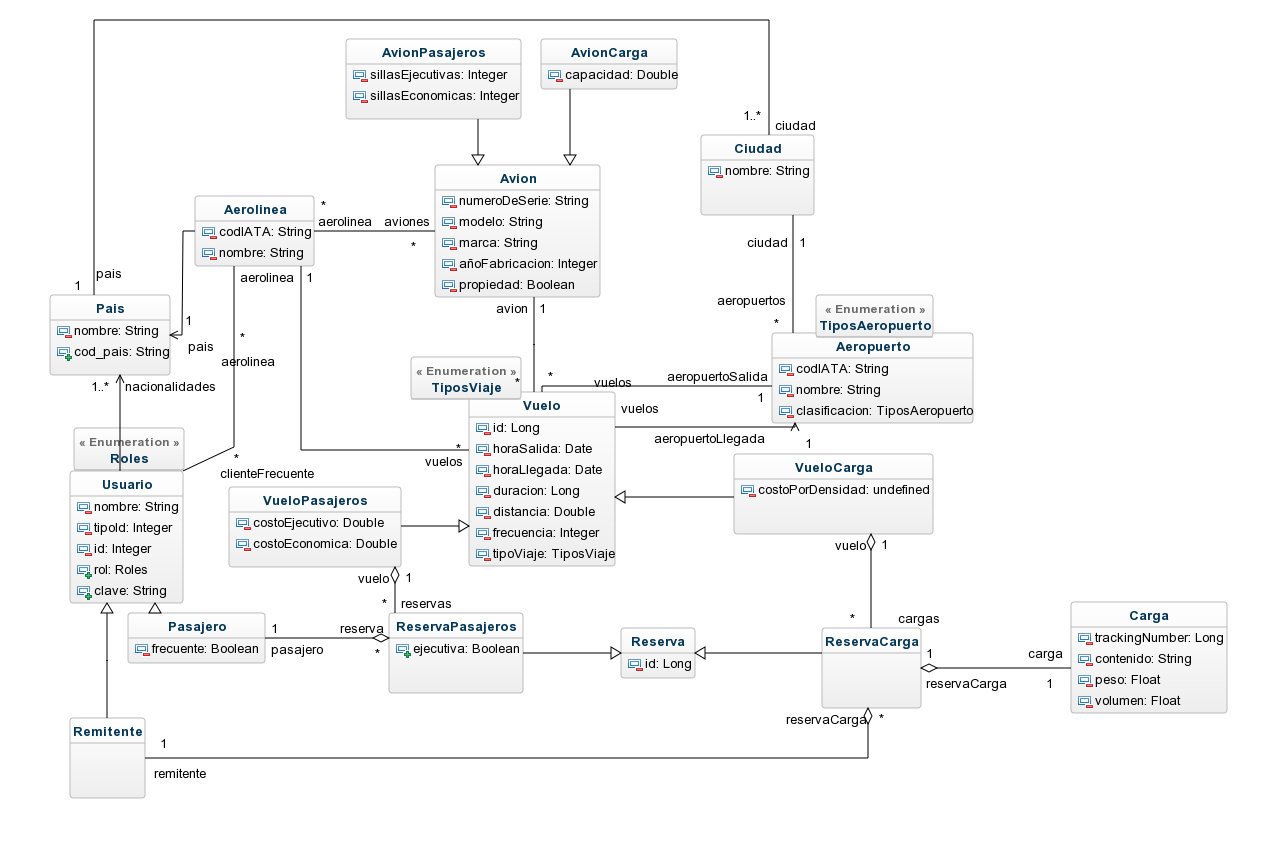 AvionPasajeros
sillasEjecutivas: Integer
sillasEconomicas: Integer
AvionCarga
capacidad: Double
1..*
ciudad
Ciudad
nombre: String
Avion
numeroDeSerie: String
modelo: String
marca: String
añoFabricacion: Integer
propiedad: Boolean
Aerolinea
codIATA: String
nombre: String
*
aerolinea
aviones
*
ciudad
1
pais
1
aerolinea
1
avion
1
aeropuertos
*
Pais
nombre: String
cod_pais: String
1
pais
*
aerolinea
« Enumeration »
TiposAeropuerto
Aeropuerto
codIATA: String
nombre: String
clasificacion: TiposAeropuerto
1..*
nacionalidades
« Enumeration »
TiposViaje
*
*
vuelos
aeropuertoSalida
1
vuelos
aeropuertoLlegada
1
Vuelo
id: Long
horaSalida: Date
horaLlegada: Date
duracion: Long
distancia: Double
frecuencia: Integer
tipoViaje: TiposViaje
*
vuelos
« Enumeration »
Roles
*
clienteFrecuente
Usuario
nombre: String
tipoId: Integer
id: Integer
rol: Roles
clave: String
VueloPasajeros
costoEjecutivo: Double
costoEconomica: Double
VueloCarga
costoPorDensidad: undefined
vuelo
1
vuelo
1
*
reservas
*
cargas
Pasajero
frecuente: Boolean
1
pasajero
reserva
*
ReservaPasajeros
ejecutiva: Boolean
Reserva
id: Long
ReservaCarga
1
reservaCarga
carga
1
Carga
trackingNumber: Long
contenido: String
peso: Float
volumen: Float
reservaCarga
*
Remitente
1
remitente